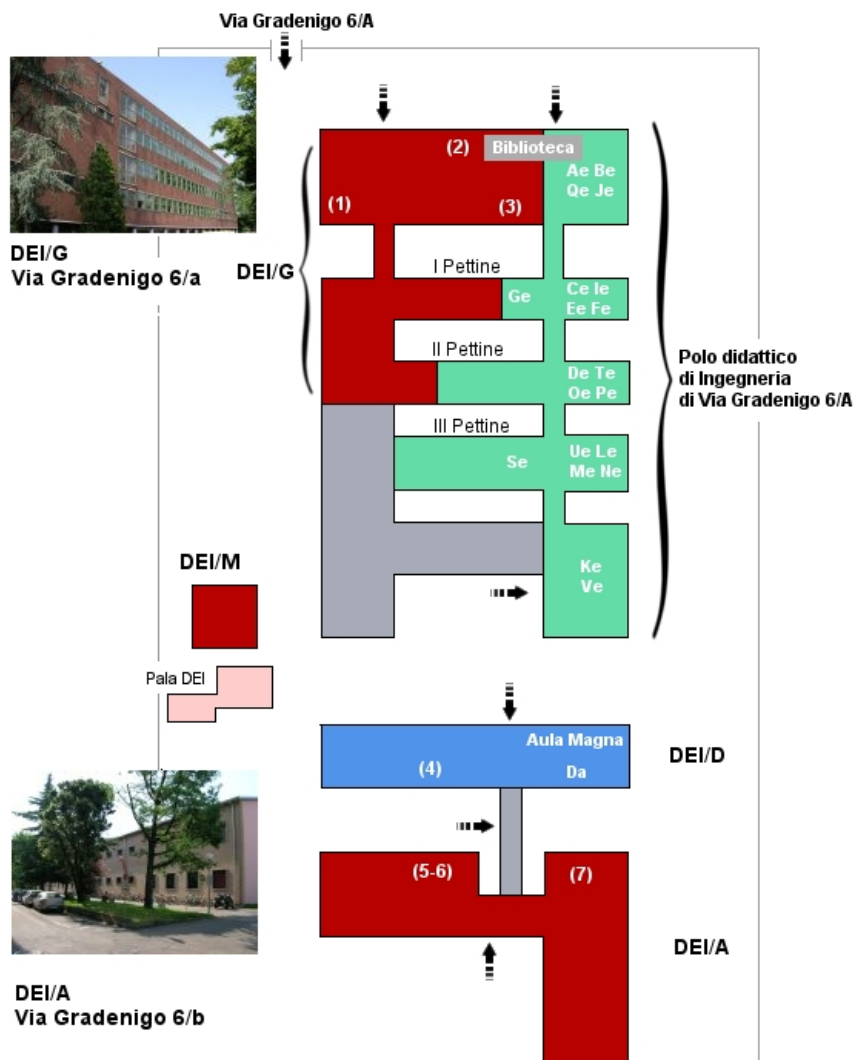 Via Gradenigo 6/A
(2)
Biblioteca
Ae Be
Qe Je
(1)
(3)
DEI/G
Via Gradenigo 6/a
DEI/G
I Pettine
Ge
Ce Ie
Ee Fe
II Pettine
De Te
Oe Pe
Polo didattico
di Ingegneria
di Via Gradenigo 6/A
III Pettine
Se
Ue Le
Me Ne
DEI/M
Ke
Ve
Pala DEI
Aula Magna
(4)
Da
DEI/D
(5-6)
(7)
DEI/A
DEI/A
Via Gradenigo 6/b